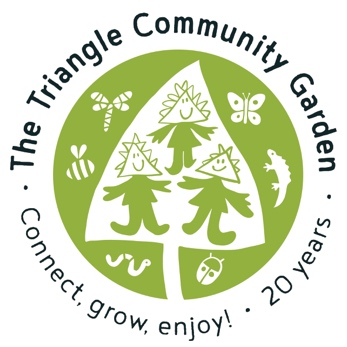 The Triangle Community Garden
Connect, grow, enjoy! · 20 years